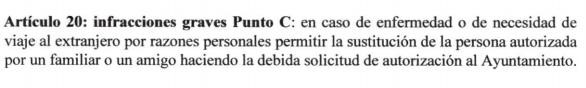 Artículo 20: infracciones graves Punto C: en caso de enfermedad o de necesidad de
viaje al extranjero por razones personales permitir la sustitución de la persona autorizada
por un familiar o un amigo haciendo la debida solicitud de autorización al Ayuntamiento.